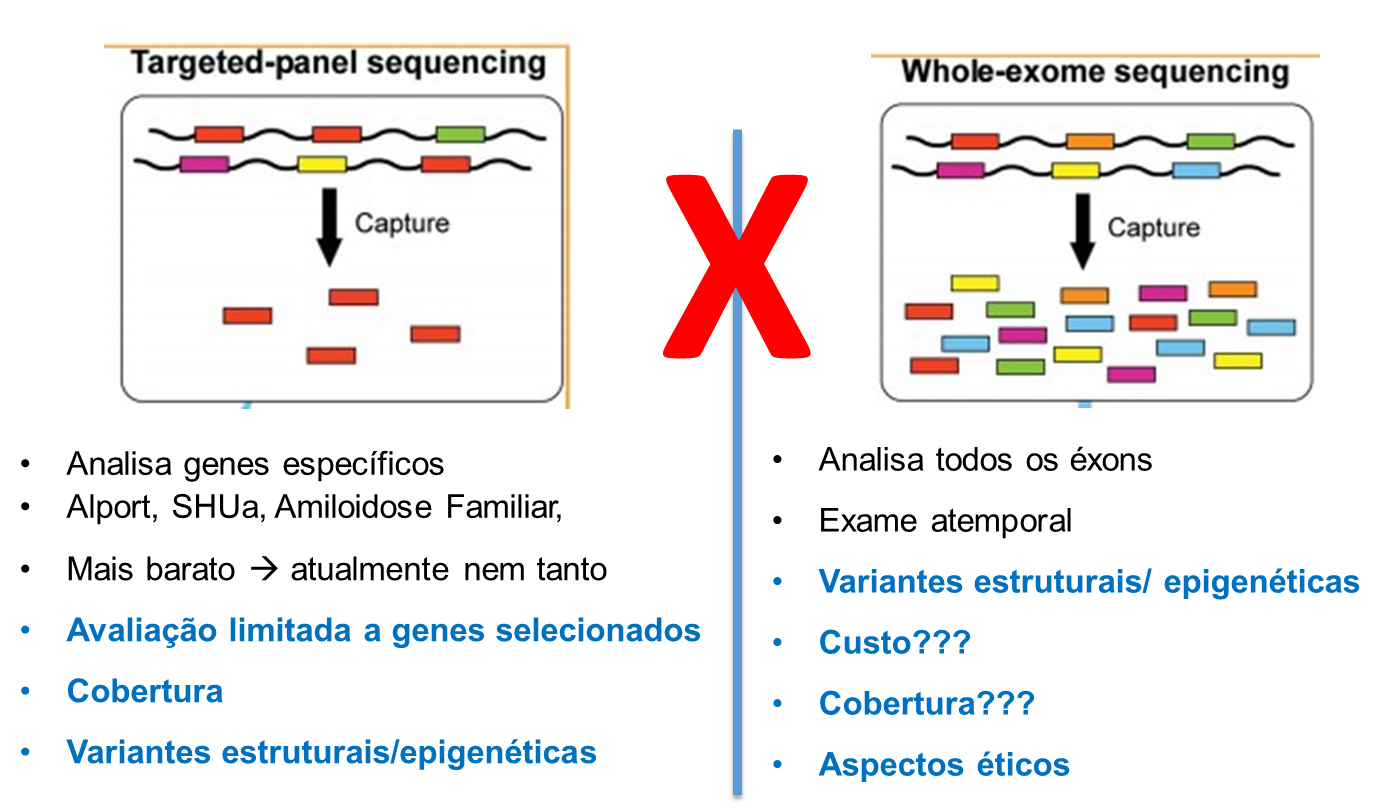 Targeted-panel sequencing
Capture
• Analisa genes específicos
• Alport, SHUa, Amiloidose Familiar,
• Mais barato → atualmente nem tanto
• Avaliação limitada a genes selecionados
• Cobertura
• Variantes estruturais/epigenéticas
X
Whole-exome sequencing
Capture
• Analisa todos os éxons
• Exame atemporal
• Variantes estruturais/ epigenéticas
• Custo???
• Cobertura???
• Aspectos éticos